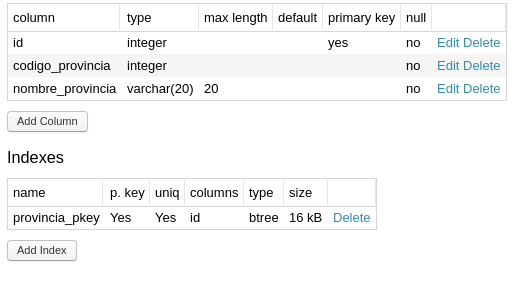 column type max length default primary key null
id integer yes no Edit Delete
codigo_provincia integer no Edit Delete
nombre_provincia varchar(20) 20 no Edit Delete
Add Column
Indexes
name p. key uniq columns type size
provincia_pkey Yes Yes id btree 16 kB Delete
Add Index